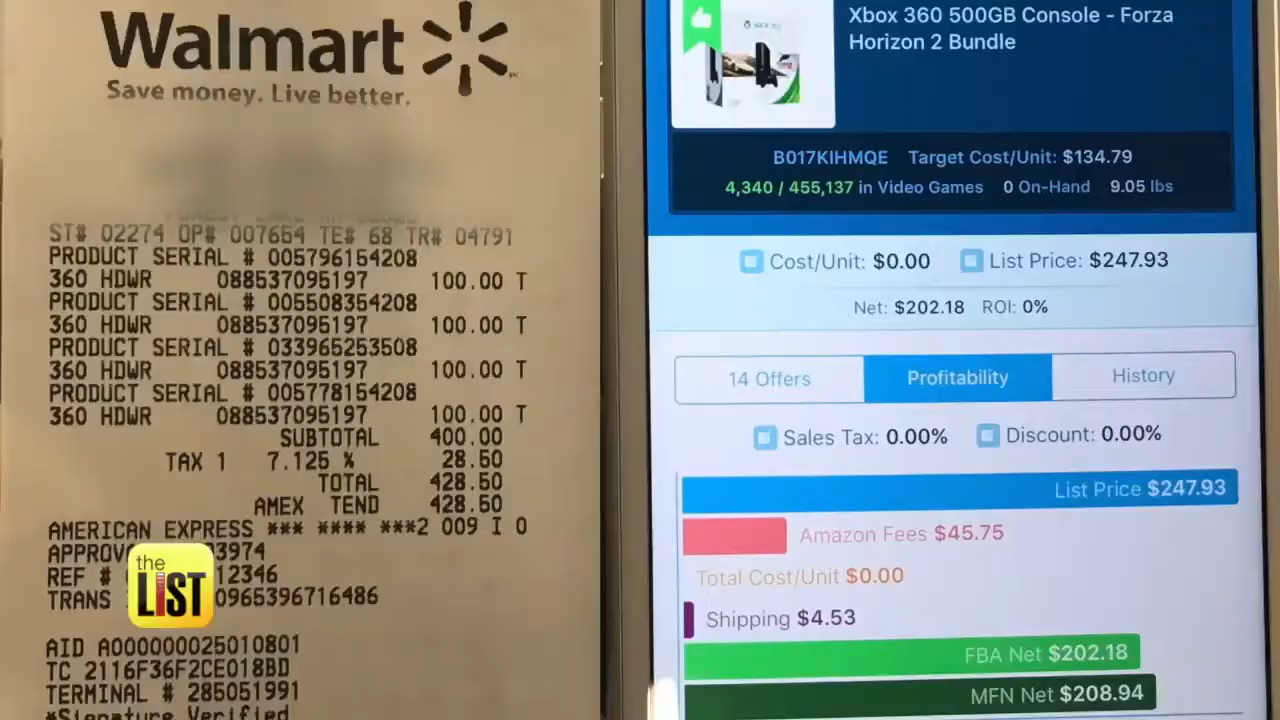 Walmart
Save money. Live better.
ST# 02274 OP# 007654 TE# 68 TR# 04791
PRODUCT SERIAL # 005796154208
360 HDWR 088537095197 100.00 T
PRODUCT SERIAL # 005508354208
360 HDWR 088537095197 100.00 T
PRODUCT SERIAL # 033965253508
360 HDWR 088537095197 100.00 T
PRODUCT SERIAL # 005778154208
360 HDWR 088537095197 100.00 T
SUBTOTAL 400.00
TAX 1 7.125 % 28.50
TOTAL 428.50
AMEX TEND 428.50
AMERICAN EXPRESS *** **** ***2 009 I 0
3974
REF # 12346
TRANS 0965396716486
AID A000000025010801
TC 2116F36F2CE018BD
TERMINAL # 285051991
*Signature Verified
the
LIST
Xbox 360 500GB Console - Forza
Horizon 2 Bundle
B017KIHMQE Target Cost/Unit: $134.79
4,340 / 455,137 in Video Games 0 On-Hand 9.05 lbs
Cost/Unit: $0.00 List Price: $247.93
Net: $202.18 ROI: 0%
14 Offers Profitability History
Sales Tax: 0.00% Discount: 0.00%
List Price $247.93
Amazon Fees $45.75
Total Cost/Unit $0.00
Shipping $4.53
FBA Net $202.18
MFN Net $208.94